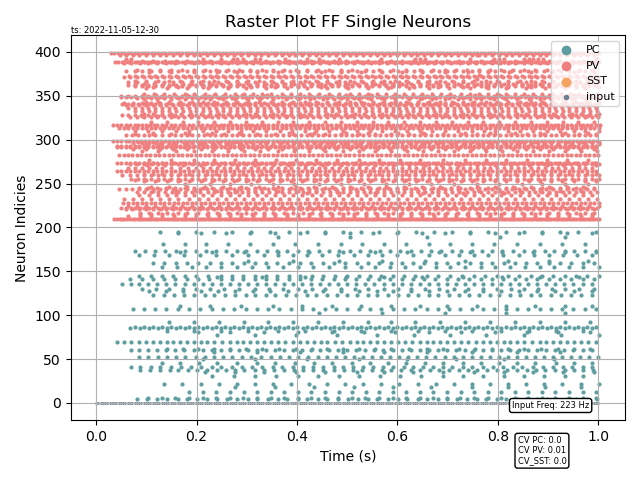 Raster Plot FF Single Neurons
ts: 2022-11-05-12-30
PC
PV
SST
input
400
350
300
250
200
150
100
50
0
Neuron Indicies
Input Freq: 223 Hz
0.0 0.2 0.4 0.6 0.8 1.0
Time (s)
CV PC: 0.0
CV PV: 0.01
CV_SST: 0.0